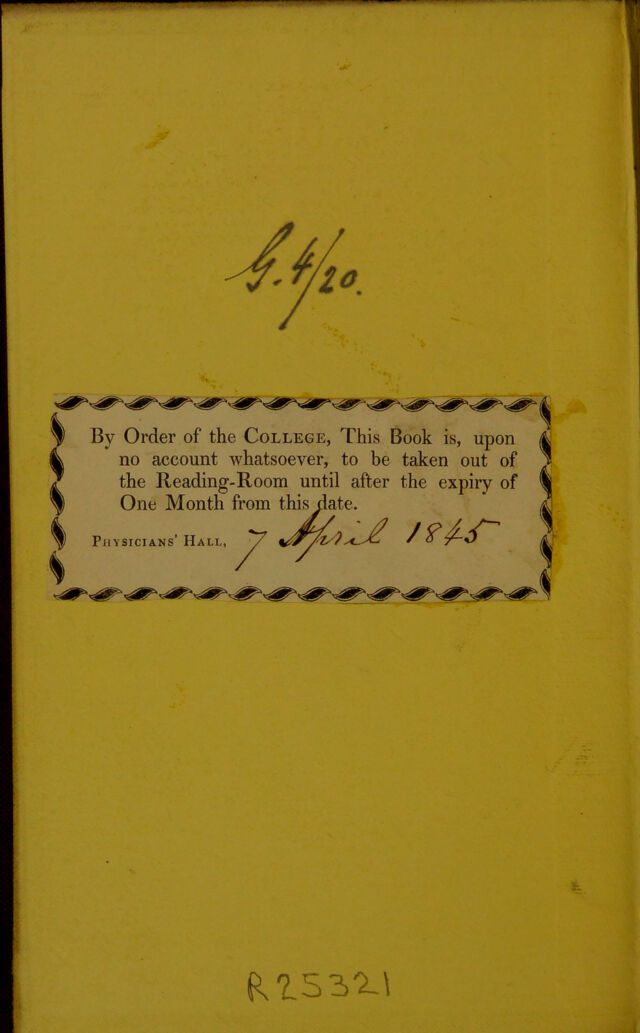 G. 4/20.
By Order of the COLLEGE, This Book is, upon
no account whatsoever, to be taken out of
the Reading-Room until after the expiry of
One Month from this date.
PHYSICIANS' HALL, 7 April 1845
R25321